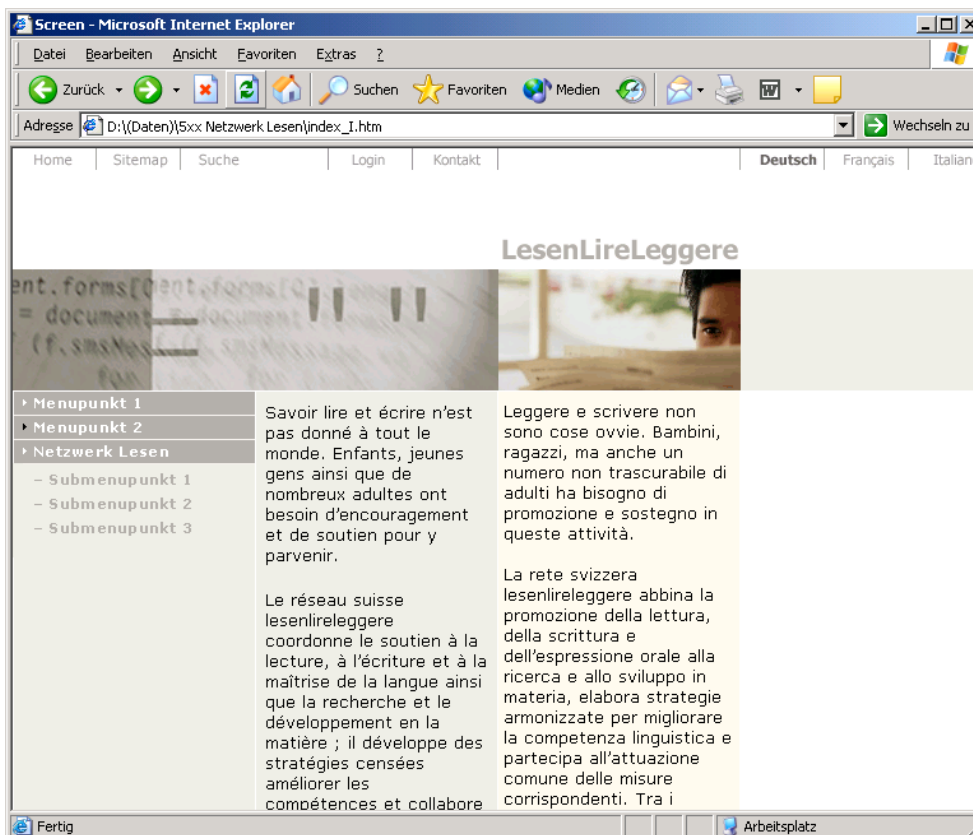 Screen - Microsoft Internet Explorer
Datei Bearbeiten Ansicht Favoriten Extras ?
Zurück Suchen Favoriten Medien
Adresse D:\(Daten)\5xx Netzwerk Lesen\index_I.htm Wechseln zu
Home Sitemap Suche Login Kontakt Deutsch Français Italian
LesenLireLeggere
ent.forms[
= document
(f.smsMess
for
Menupunkt 1
Menupunkt 2
Netzwerk Lesen
– Submenupunkt 1
– Submenupunkt 2
– Submenupunkt 3
Savoir lire et écrire n’est
pas donné à tout le
monde. Enfants, jeunes
gens ainsi que de
nombreux adultes ont
besoin d’encouragement
et de soutien pour y
parvenir.
Le réseau suisse
lesenlireleggere
coordonne le soutien à la
lecture, à l’écriture et à la
maîtrise de la langue ainsi
que la recherche et le
développement en la
matière ; il développe des
stratégies censées
améliorer les
compétences et collabore
Leggere e scrivere non
sono cose ovvie. Bambini,
ragazzi, ma anche un
numero non trascurabile di
adulti ha bisogno di
promozione e sostegno in
queste attività.
La rete svizzera
lesenlireleggere abbina la
promozione della lettura,
della scrittura e
dell’espressione orale alla
ricerca e allo sviluppo in
materia, elabora strategie
armonizzate per migliorare
la competenza linguistica e
partecipa all’attuazione
comune delle misure
corrispondenti. Tra i
Fertig Arbeitsplatz